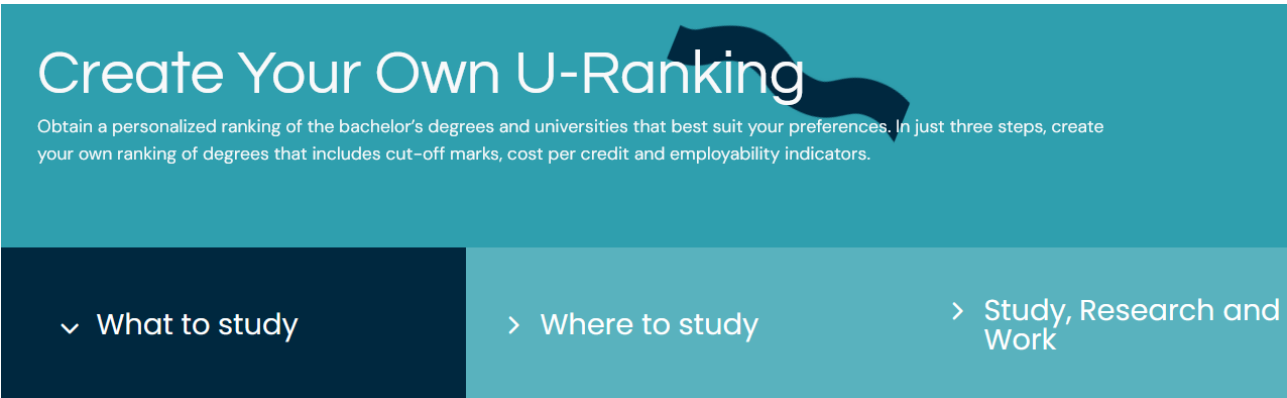 Create Your Own U-Ranking
Obtain a personalized ranking of the bachelor's degrees and universities that best suit your preferences. In just three steps, create
your own ranking of degrees that includes cut-off marks, cost per credit and employability indicators.
What to study
Where to study
Study, Research and
Work